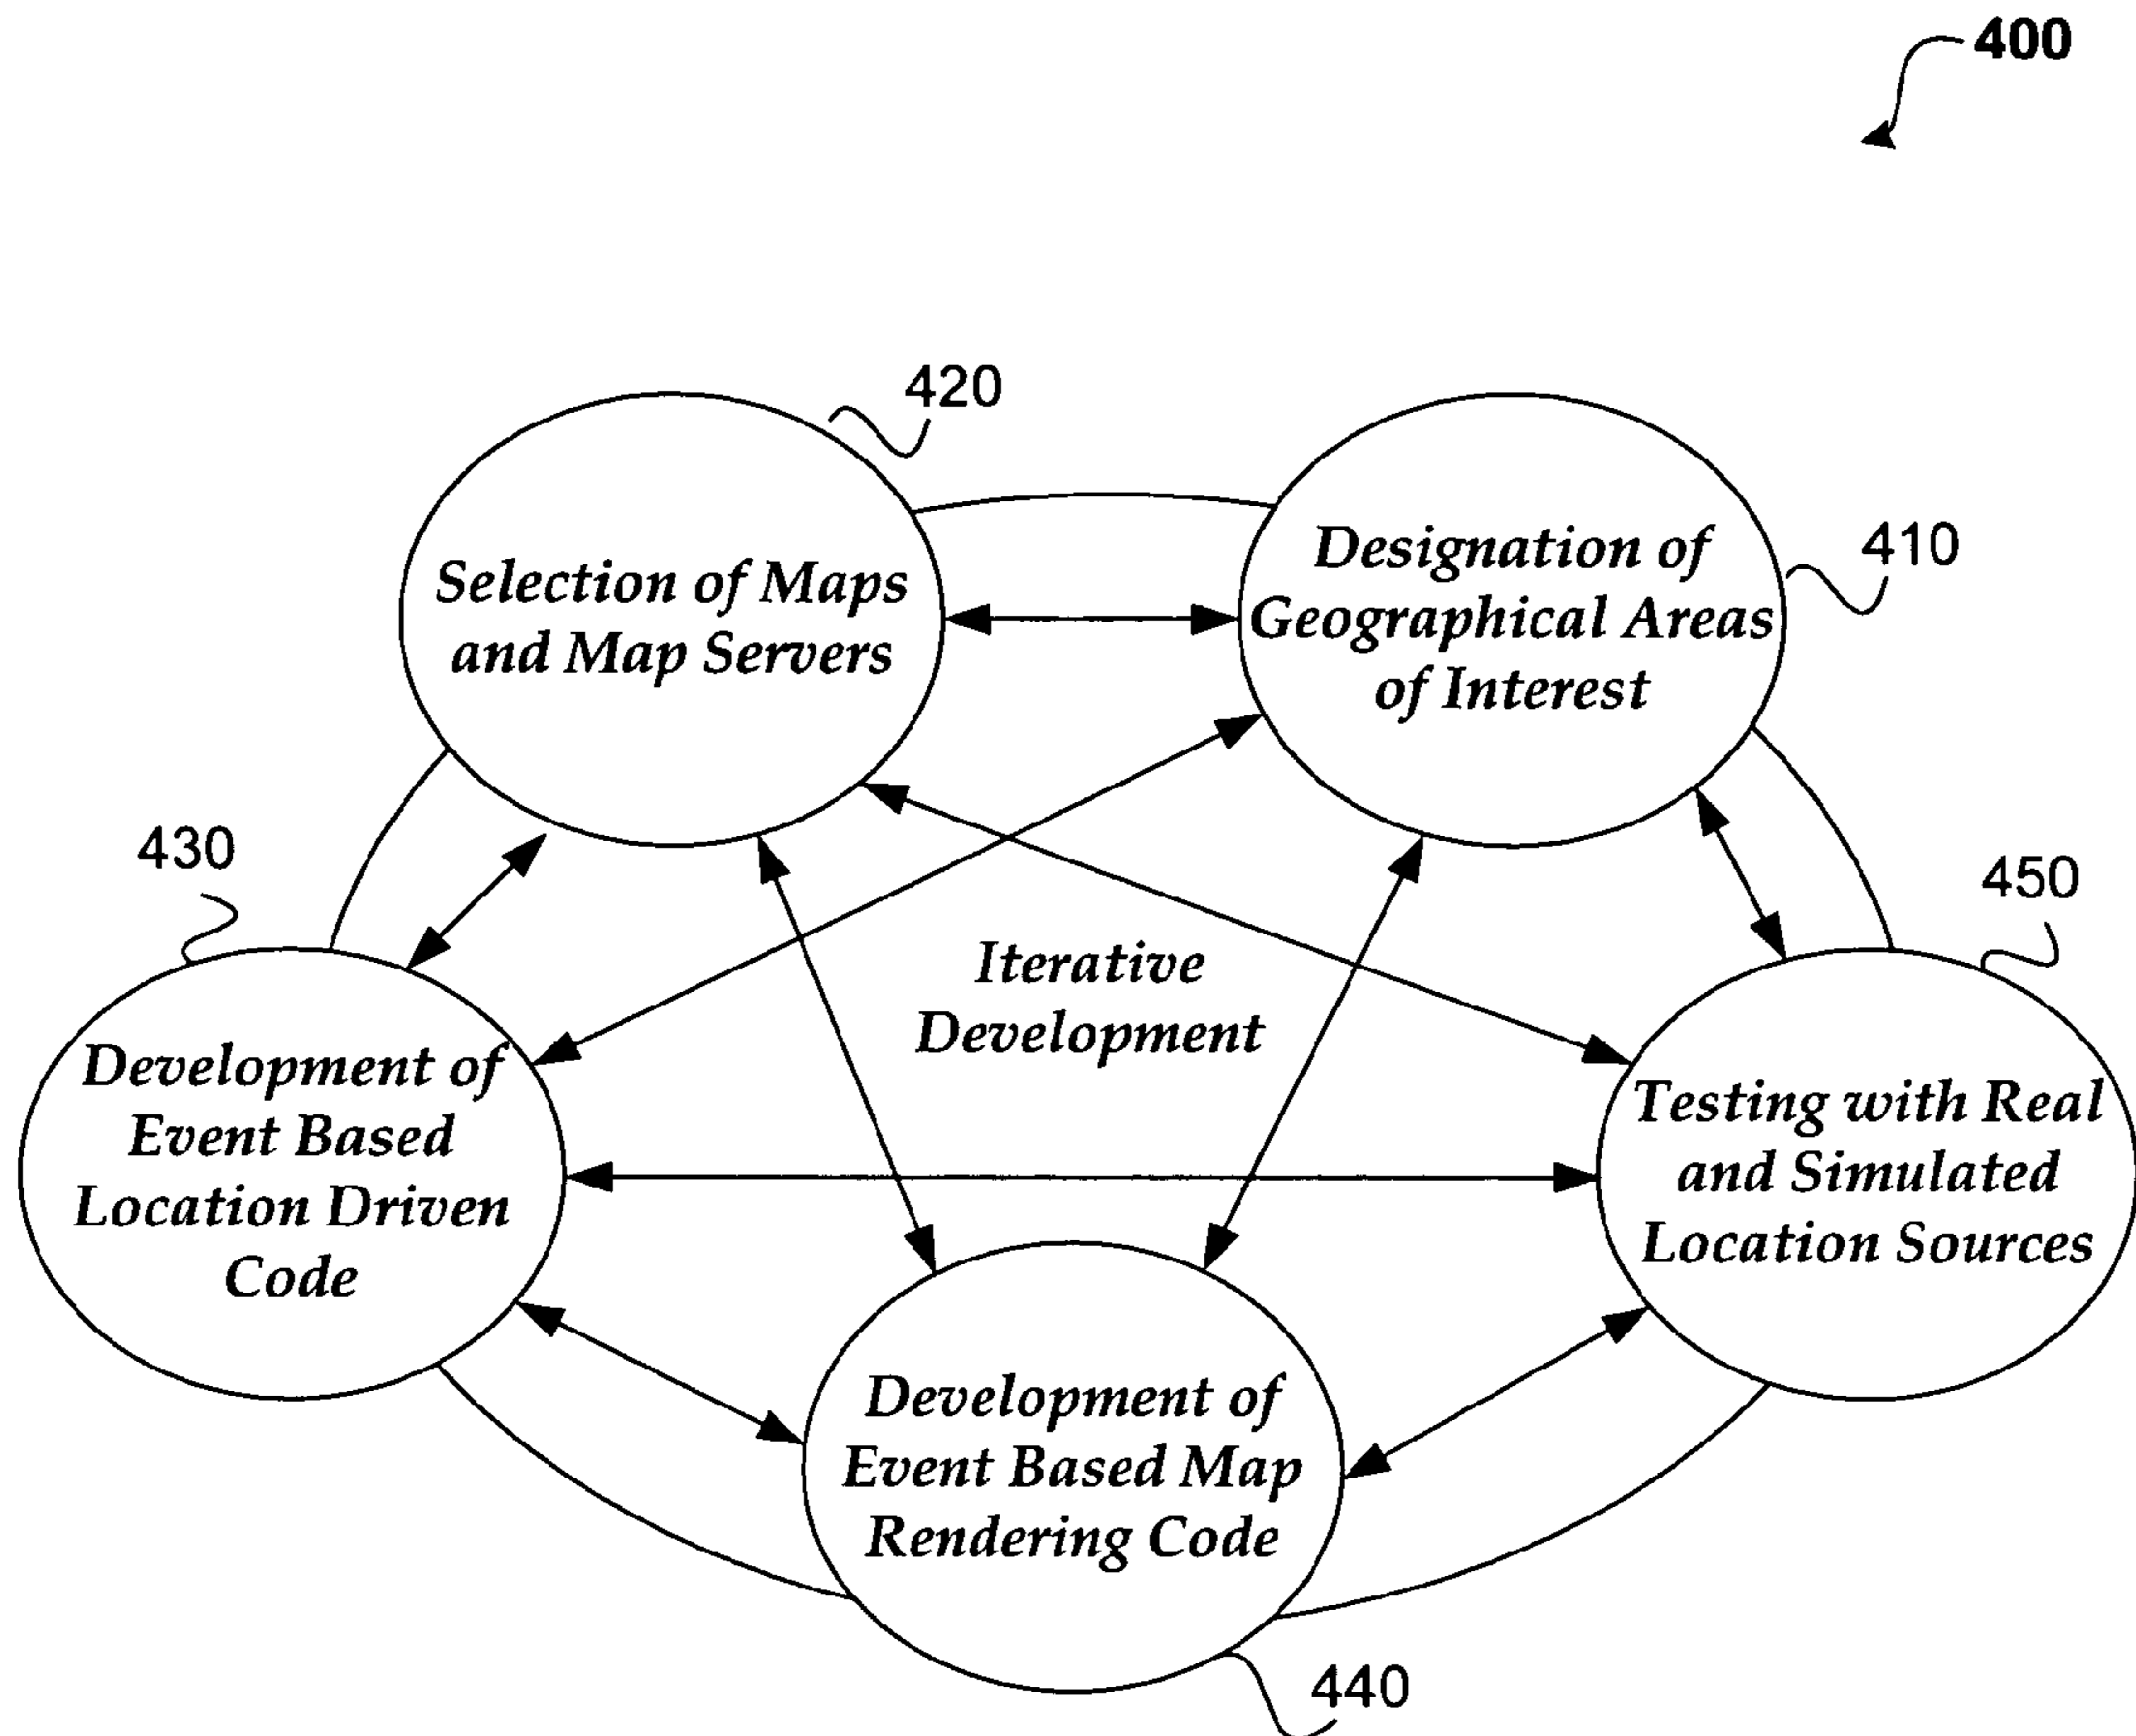 400
420
Selection of Maps
and Map Servers
410
Designation of
Geographical Areas
of Interest
430
Development of
Event Based
Location Driven
Code
Iterative
Development
450
Testing with Real
and Simulated
Location Sources
Development of
Event Based Map
Rendering Code
440